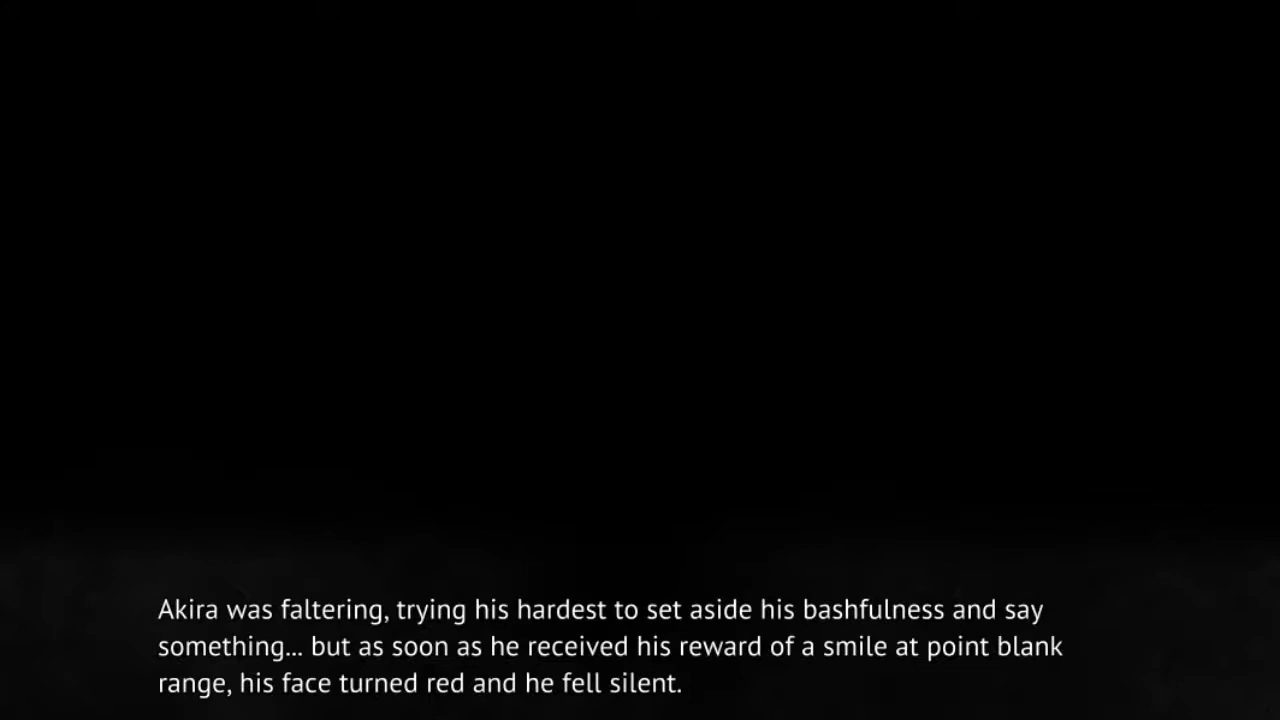 Akira was faltering, trying his hardest to set aside his bashfulness and say
something... but as soon as he received his reward of a smile at point blank
range, his face turned red and he fell silent.